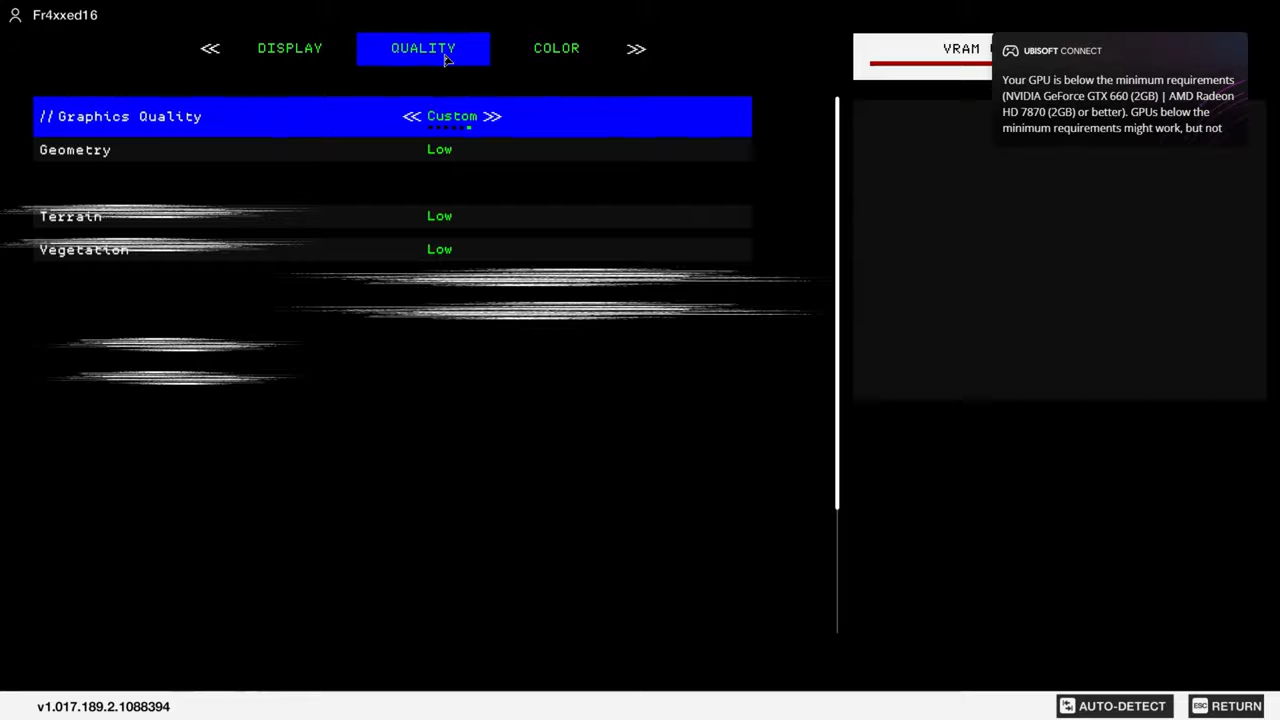 Fr4xxed16
DISPLAY
QUALITY
COLOR
VRAM
UBISOFT CONNECT
Your GPU is below the minimum requirements
(NVIDIA GeForce GTX 660 (2GB) | AMD Radeon
HD 7870 (2GB) or better). GPUs below the
minimum requirements might work, but not
//Graphics Quality
<< Custom >>
Geometry
Low
Terrain
Low
Vegetation
Low
v1.017.189.2.1088394
AUTO-DETECT
ESC RETURN